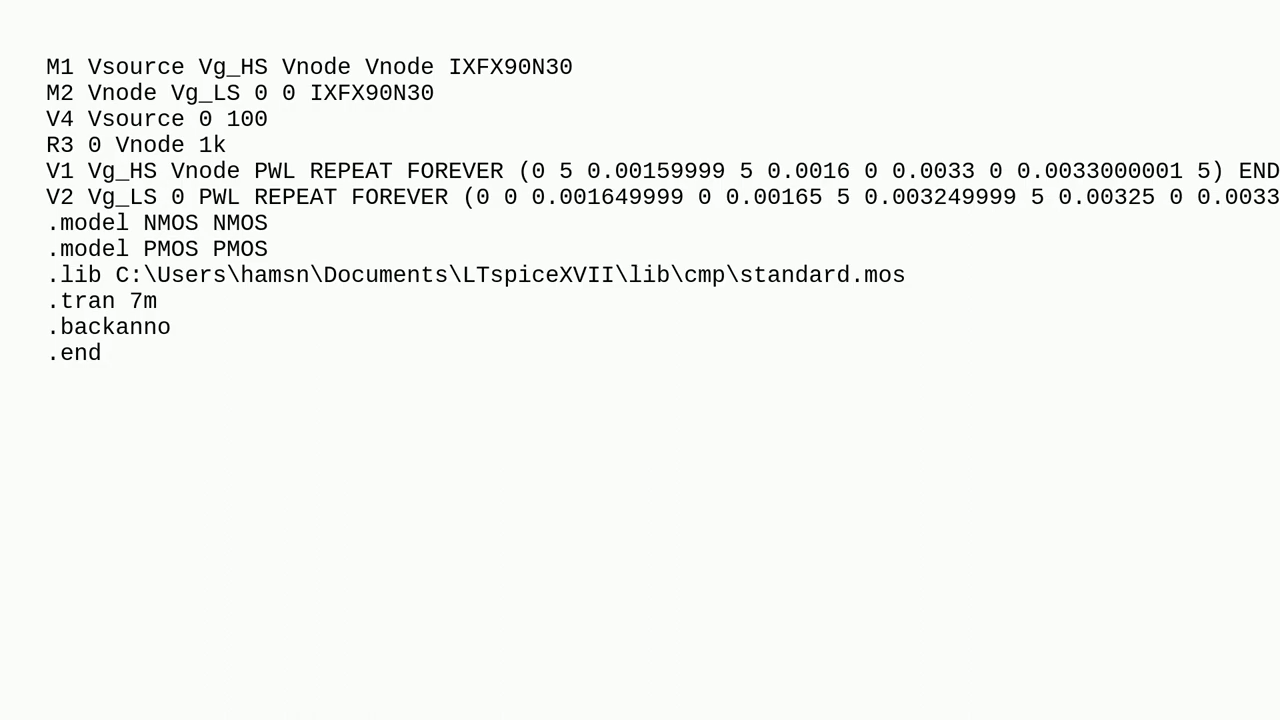 M1 Vsource Vg_HS Vnode Vnode IXFX90N30
M2 Vnode Vg_LS 0 0 IXFX90N30
V4 Vsource 0 100
R3 0 Vnode 1k
V1 Vg_HS Vnode PWL REPEAT FOREVER (0 5 0.00159999 5 0.0016 0 0.0033 0 0.0033000001 5) END
V2 Vg_LS 0 PWL REPEAT FOREVER (0 0 0.001649999 0 0.00165 5 0.003249999 5 0.00325 0 0.0033
.model NMOS NMOS
.model PMOS PMOS
.lib C:\Users\hamsn\Documents\LTspiceXVII\lib\cmp\standard.mos
.tran 7m
.backanno
.end